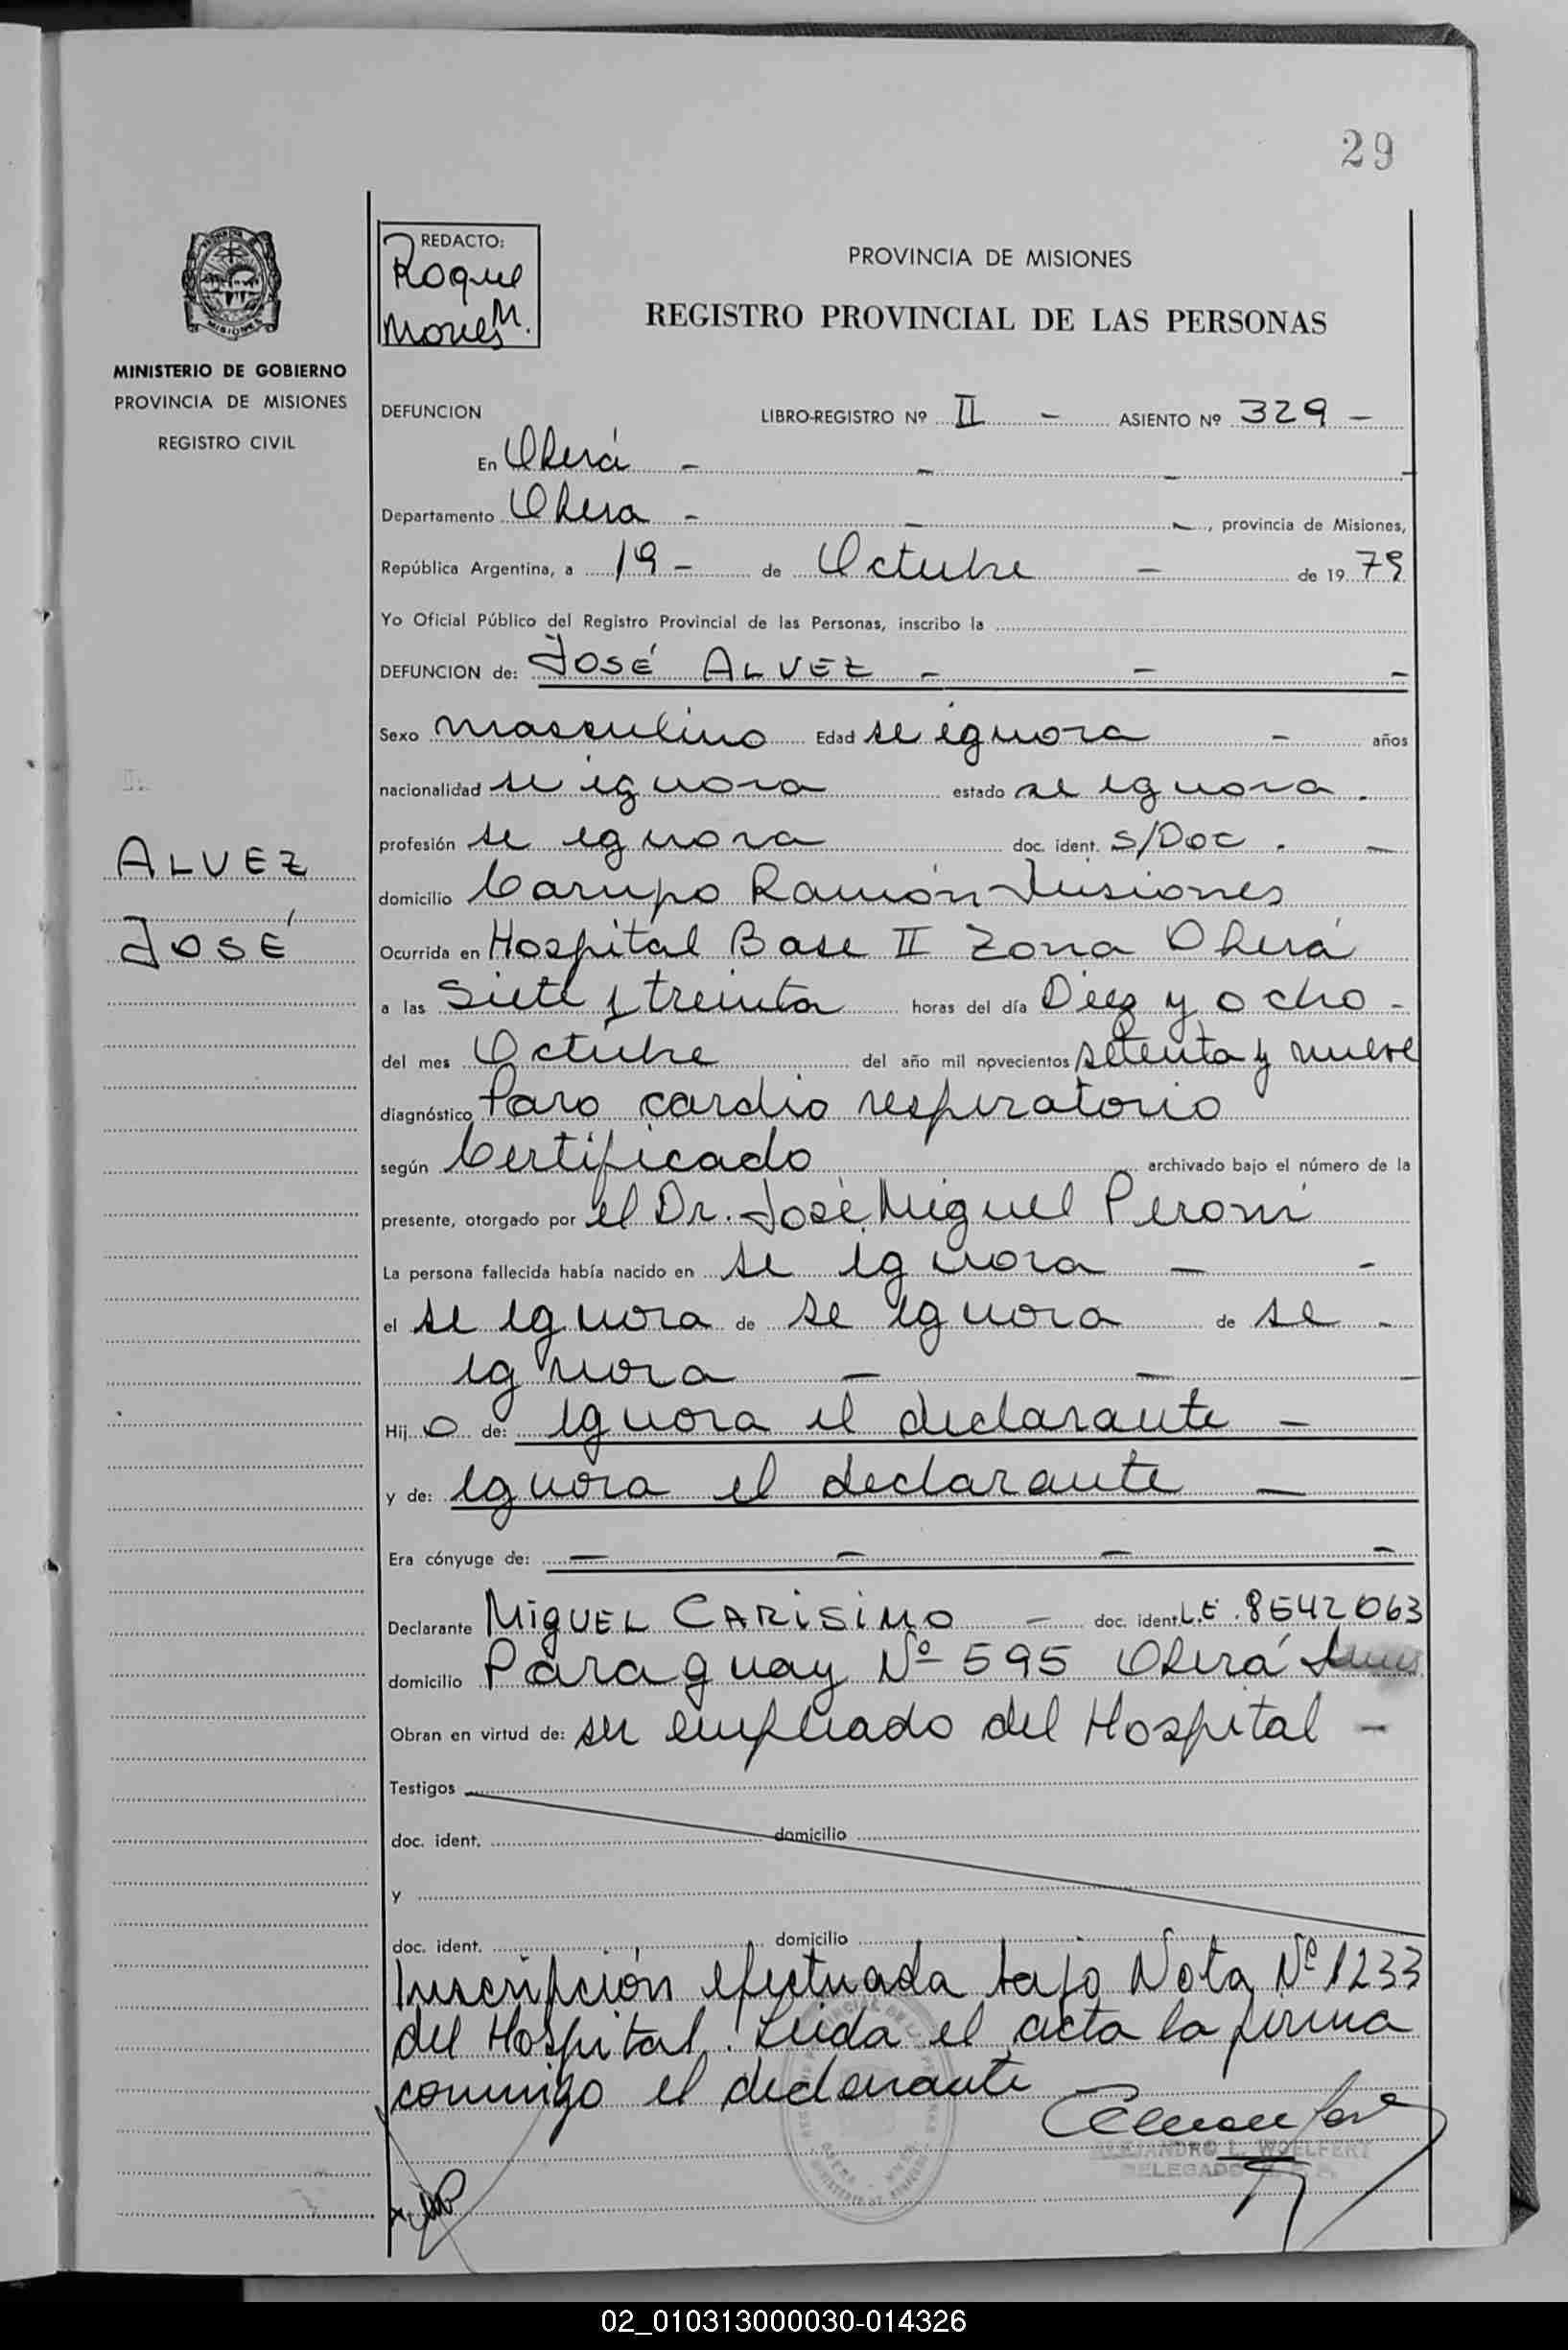 29
REDACTO:
Roque
M.
PROVINCIA DE MISIONES
REGISTRO PROVINCIAL DE LAS PERSONAS
MINISTERIO DE GOBIERNO
PROVINCIA DE MISIONES
REGISTRO CIVIL
DEFUNCION LIBRO-REGISTRO Nº II - ASIENTO Nº 329 -
En Oberá - - - -
Departamento Obera - - - , provincia de Misiones,
República Argentina, a 19 - de Octubre - de 19 79
Yo Oficial Público del Registro Provincial de las Personas, inscribo la
DEFUNCION de: JOSÉ ALVEZ - - -
Sexo masculino Edad se ignora - años
nacionalidad se ignora estado se ignora .
profesión se ignora doc. ident. S/Doc . -
ALVEZ
JOSÉ
domicilio Campo Ramón Misiones
Ocurrida en Hospital Base II Zona Oberá
a las Siete y treinta horas del día Diez y ocho -
del mes Octubre del año mil novecientos setenta y nueve
diagnóstico Paro cardio respiratorio
según Certificado archivado bajo el número de la
presente, otorgado por el Dr. José Miguel Peroni
La persona fallecida había nacido en se ignora - -
el se ignora de se ignora de se -
ignora - - -
Hij o de: Ignora el declarante -
y de: Ignora el declarante -
Era cónyuge de: - - - -
Declarante MIGUEL CARISIMO - doc. ident. L.E. 8542063
domicilio Paraguay Nº 595 Oberá
Obran en virtud de: ser empleado del Hospital -
Testigos
doc. ident. domicilio
y
doc. ident. domicilio
Inscripción efectuada bajo Nota Nº 1233
del Hospital. Leida el acta la firma
conmigo el declarante
ALEJANDRO L. WOELFERT
DELEGADO
02_010313000030-014326